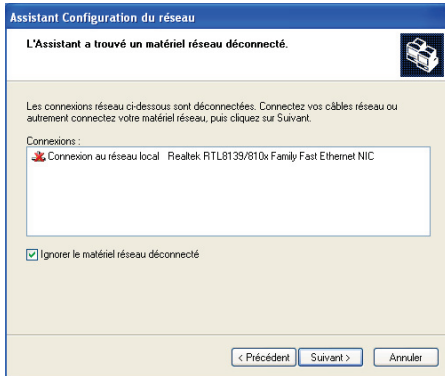 Assistant Configuration du réseau
L'Assistant a trouvé un matériel réseau déconnecté.
Les connexions réseau ci-dessous sont déconnectées. Connectez vos câbles réseau ou
autrement connectez votre matériel réseau, puis cliquez sur Suivant.
Connexions :
Connexion au réseau local Realtek RTL8139/810x Family Fast Ethernet NIC
Ignorer le matériel réseau déconnecté
< Précédent Suivant > Annuler